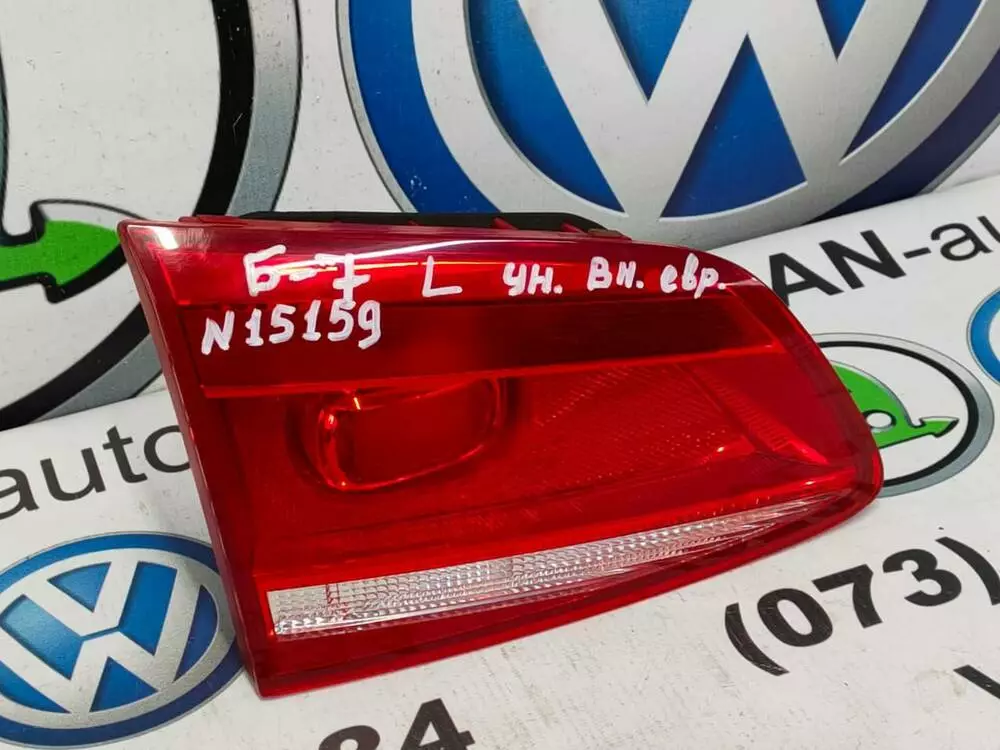 Б-7 L ун. Вн. евр.
N15159
AN-au
auto
(073)
84